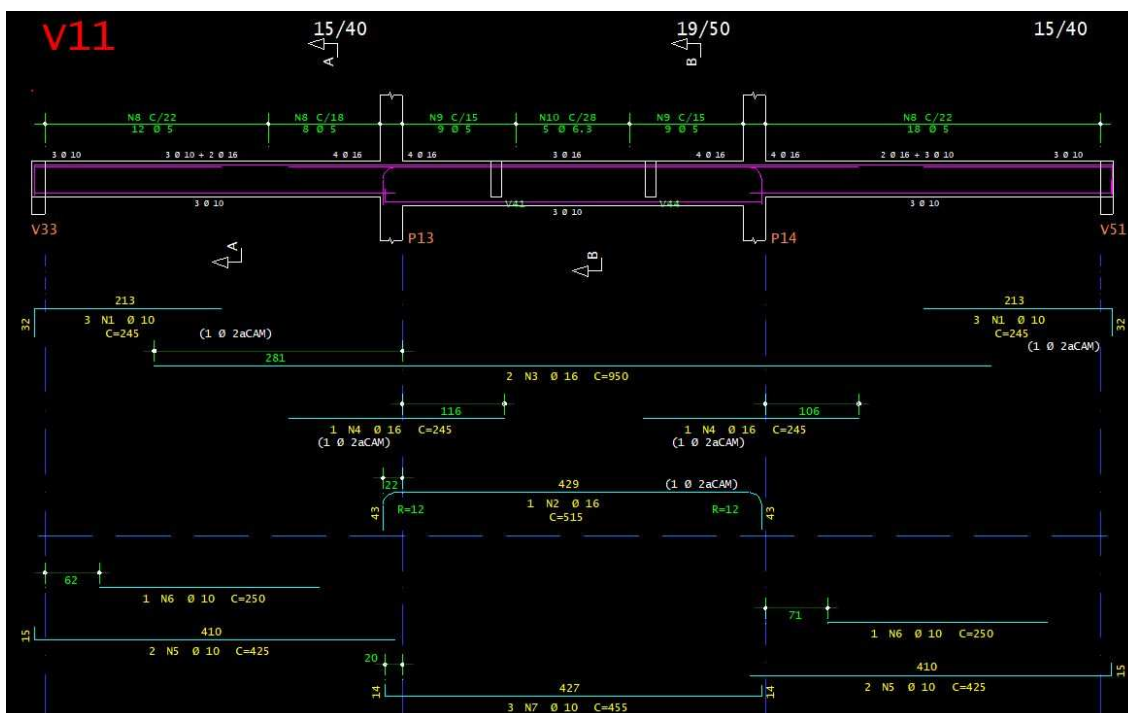 V11
15/40
19/50
15/40
A
B
N8 C/22
N8 C/18
N9 C/15
N10 C/28
N9 C/15
N8 C/22
12 Ø 5
8 Ø 5
9 Ø 5
5 Ø 6.3
9 Ø 5
18 Ø 5
3 Ø 10
3 Ø 10 + 2 Ø 16
4 Ø 16
4 Ø 16
3 Ø 16
4 Ø 16
4 Ø 16
2 Ø 16 + 3 Ø 10
3 Ø 10
3 Ø 10
V41
3 Ø 10
V44
3 Ø 10
V33
P13
P14
V51
A
B
213
213
32
3 N1 Ø 10
C=245
(1 Ø 2aCAM)
3 N1 Ø 10
C=245
(1 Ø 2aCAM)
32
281
2 N3 Ø 16 C=950
116
106
1 N4 Ø 16 C=245
(1 Ø 2aCAM)
1 N4 Ø 16 C=245
(1 Ø 2aCAM)
22
429
(1 Ø 2aCAM)
43
R=12
1 N2 Ø 16
C=515
R=12
43
62
1 N6 Ø 10 C=250
71
1 N6 Ø 10 C=250
15
410
2 N5 Ø 10 C=425
410
2 N5 Ø 10 C=425
15
20
14
427
3 N7 Ø 10 C=455
14